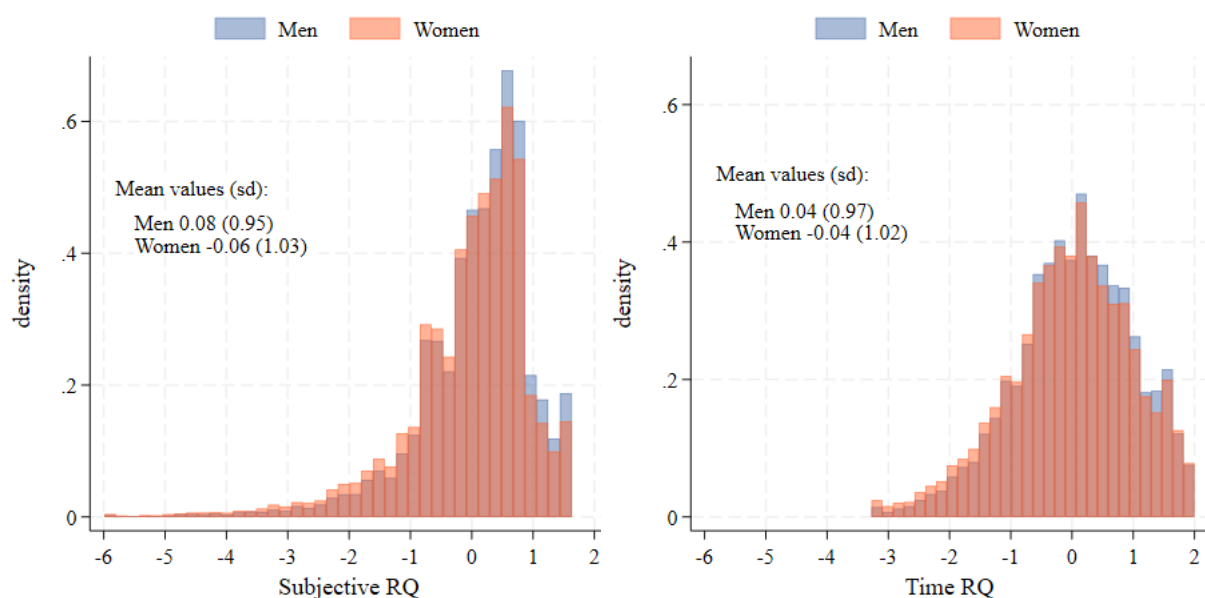 Men Women
.6
.4
.2
0
density
Mean values (sd):
Men 0.08 (0.95)
Women -0.06 (1.03)
-6 -5 -4 -3 -2 -1 0 1 2
Subjective RQ
Men Women
.6
.4
.2
0
density
Mean values (sd):
Men 0.04 (0.97)
Women -0.04 (1.02)
-6 -5 -4 -3 -2 -1 0 1 2
Time RQ